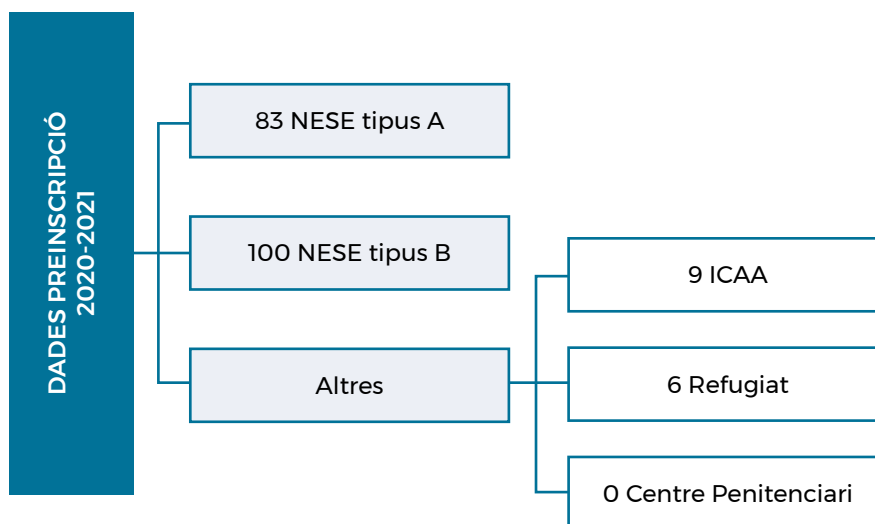 DADES PREINSCRIPCIÓ
2020-2021
83 NESE tipus A
100 NESE tipus B
Altres
9 ICAA
6 Refugiat
0 Centre Penitenciari